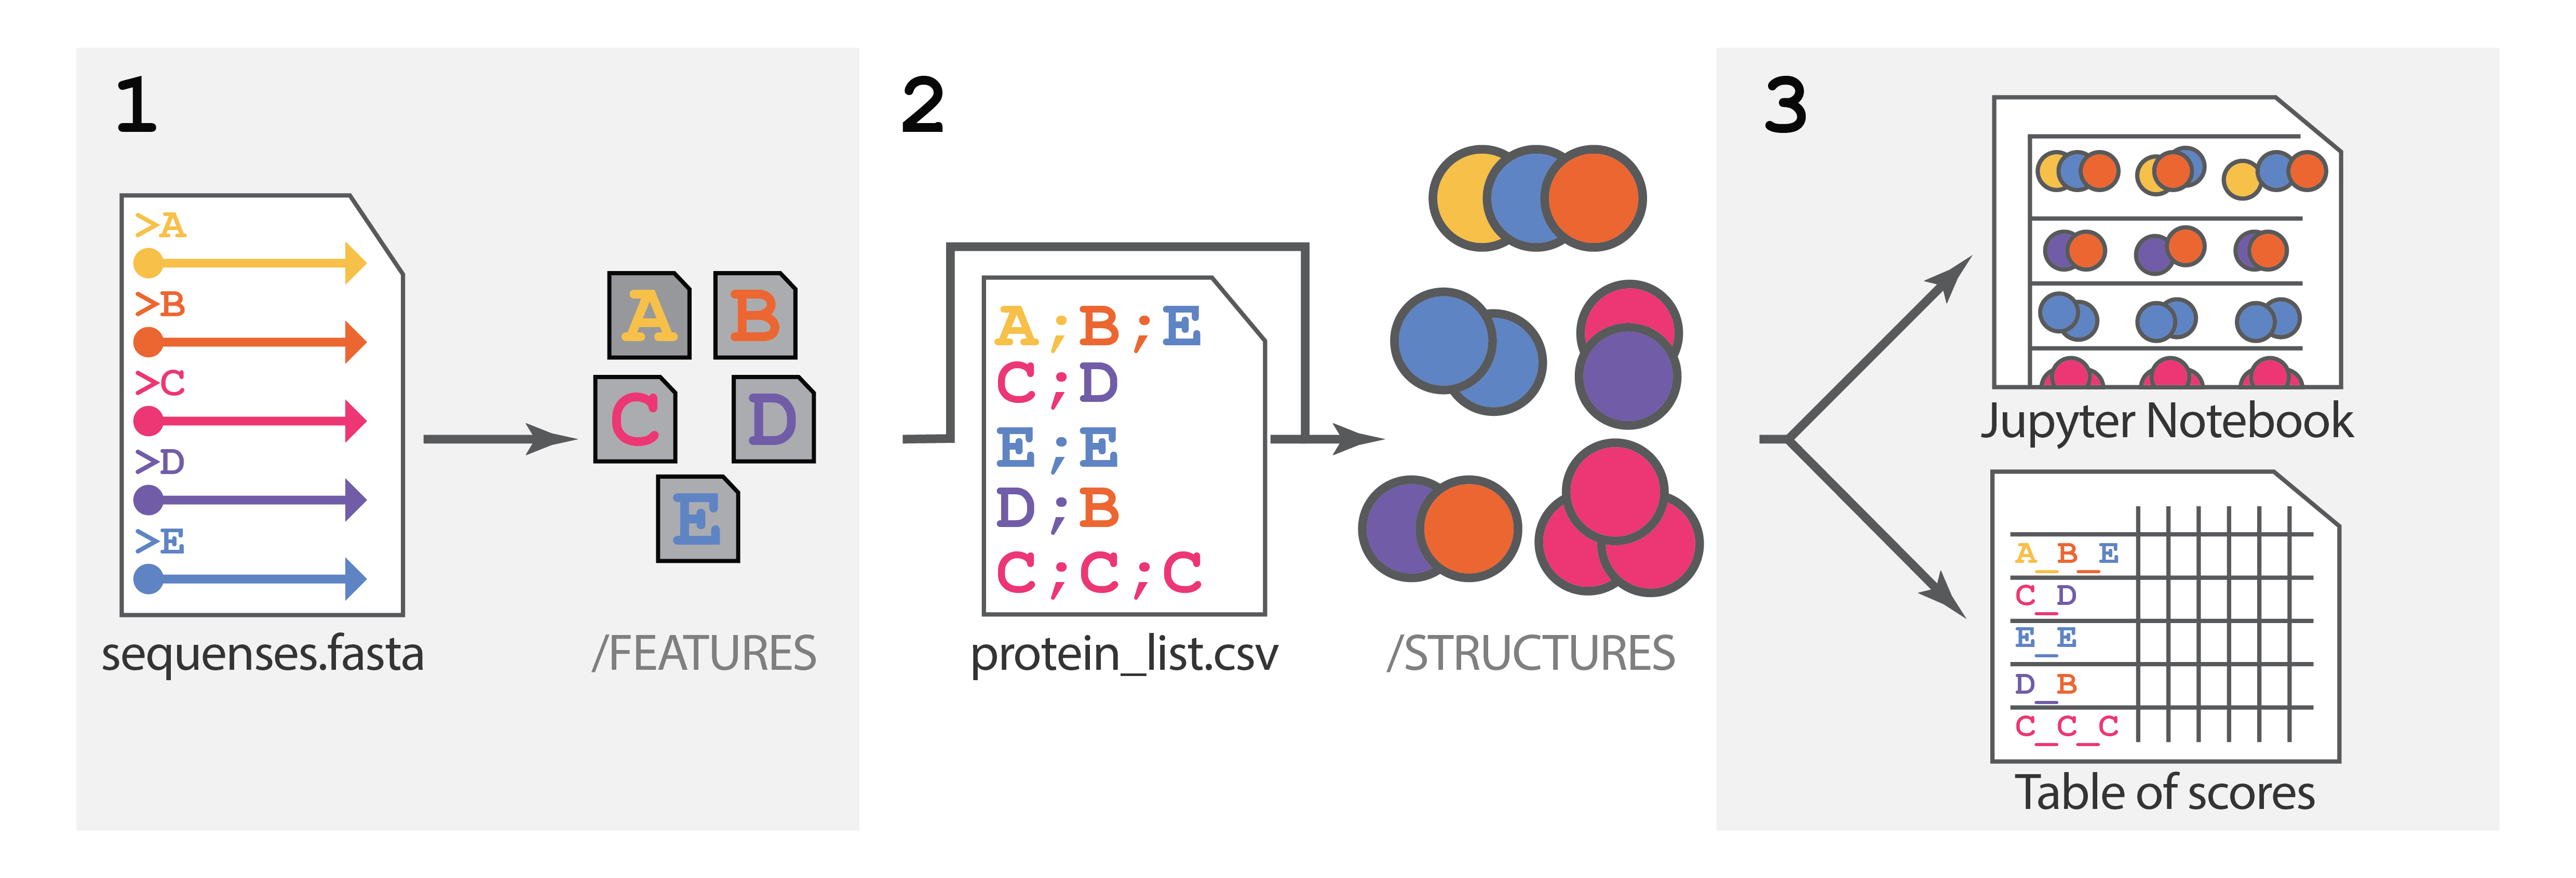 1
>A
>B
>C
>D
>E
sequenses.fasta
A B
C D
E
/FEATURES
2
A;B;E
C;D
E;E
D;B
C;C;C
protein_list.csv
/STRUCTURES
3
Jupyter Notebook
A_B_E
C_D
E_E
D_B
C_C_C
Table of scores